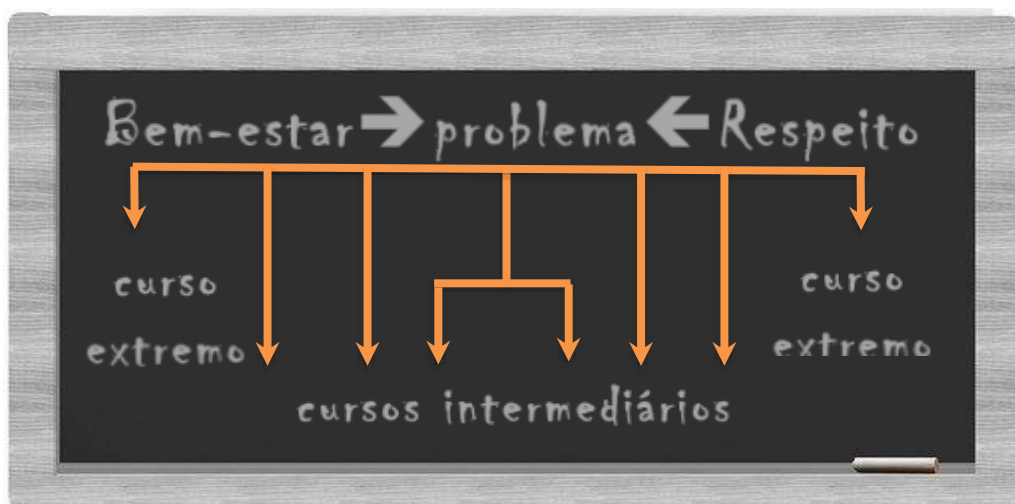 Bem-estar → problema ← Respeito
curso
extremo
curso
extremo
cursos intermediários